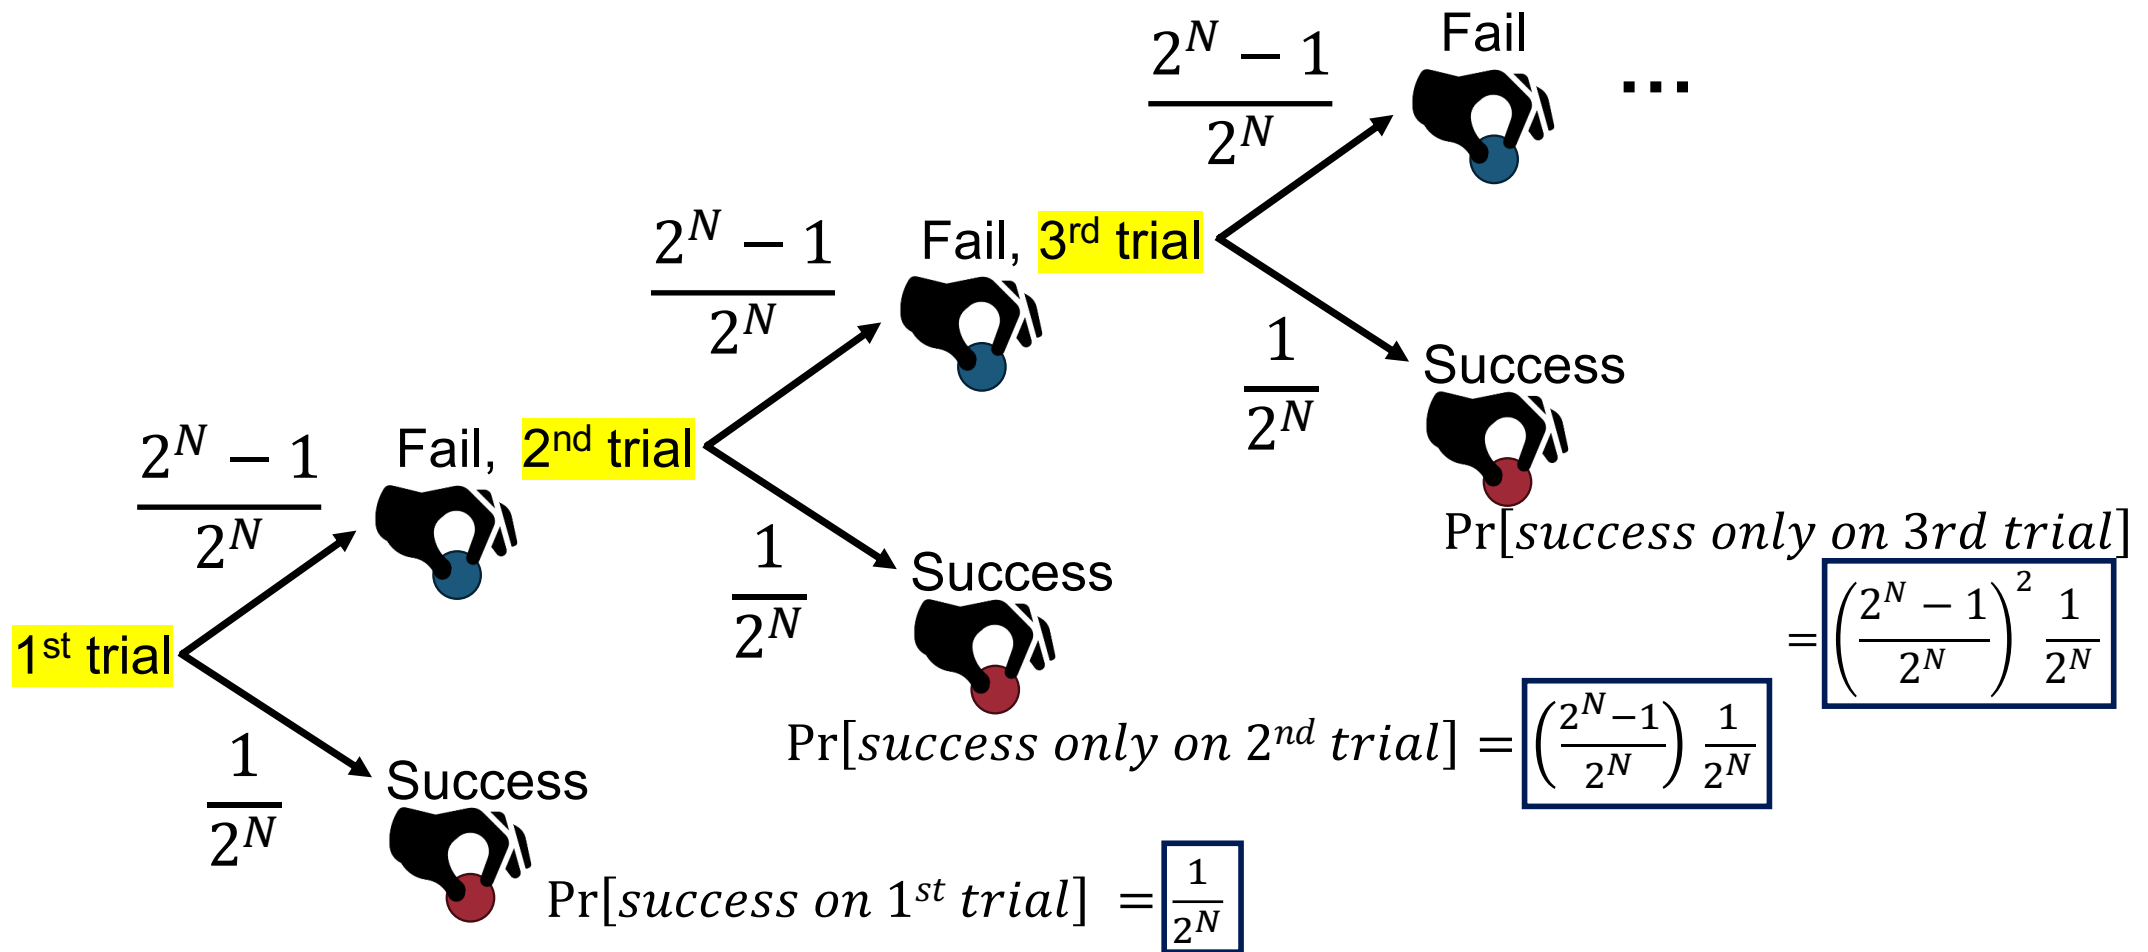 Fail
(2^N − 1)/2^N
...
Fail, 3rd trial
(2^N − 1)/2^N
1/2^N
Success
Fail, 2nd trial
(2^N − 1)/2^N
1/2^N
Success
Pr[success only on 3rd trial]
= ((2^N − 1)/2^N)^2 1/2^N
1st trial
Pr[success only on 2nd trial] = ((2^N−1)/2^N) 1/2^N
1/2^N
Success
Pr[success on 1st trial] = 1/2^N